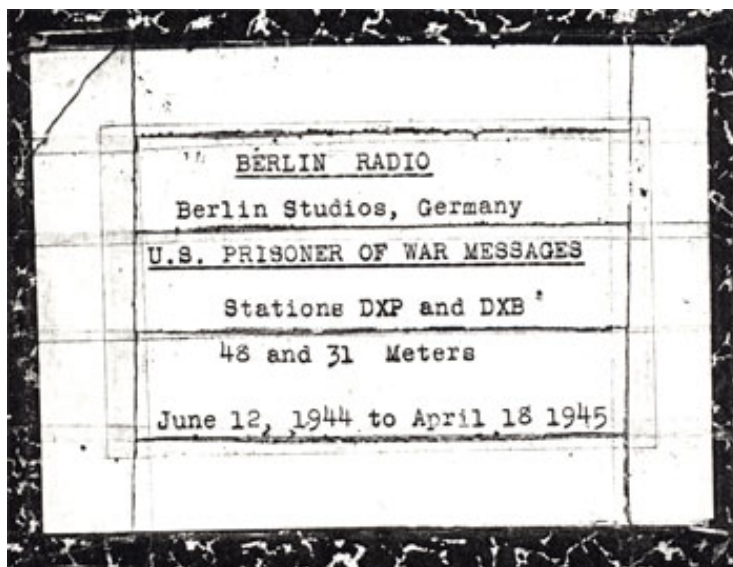 BERLIN RADIO
Berlin Studios, Germany
U.S. PRISONER OF WAR MESSAGES
Stations DXP and DXB
48 and 31 Meters
June 12, 1944 to April 18 1945